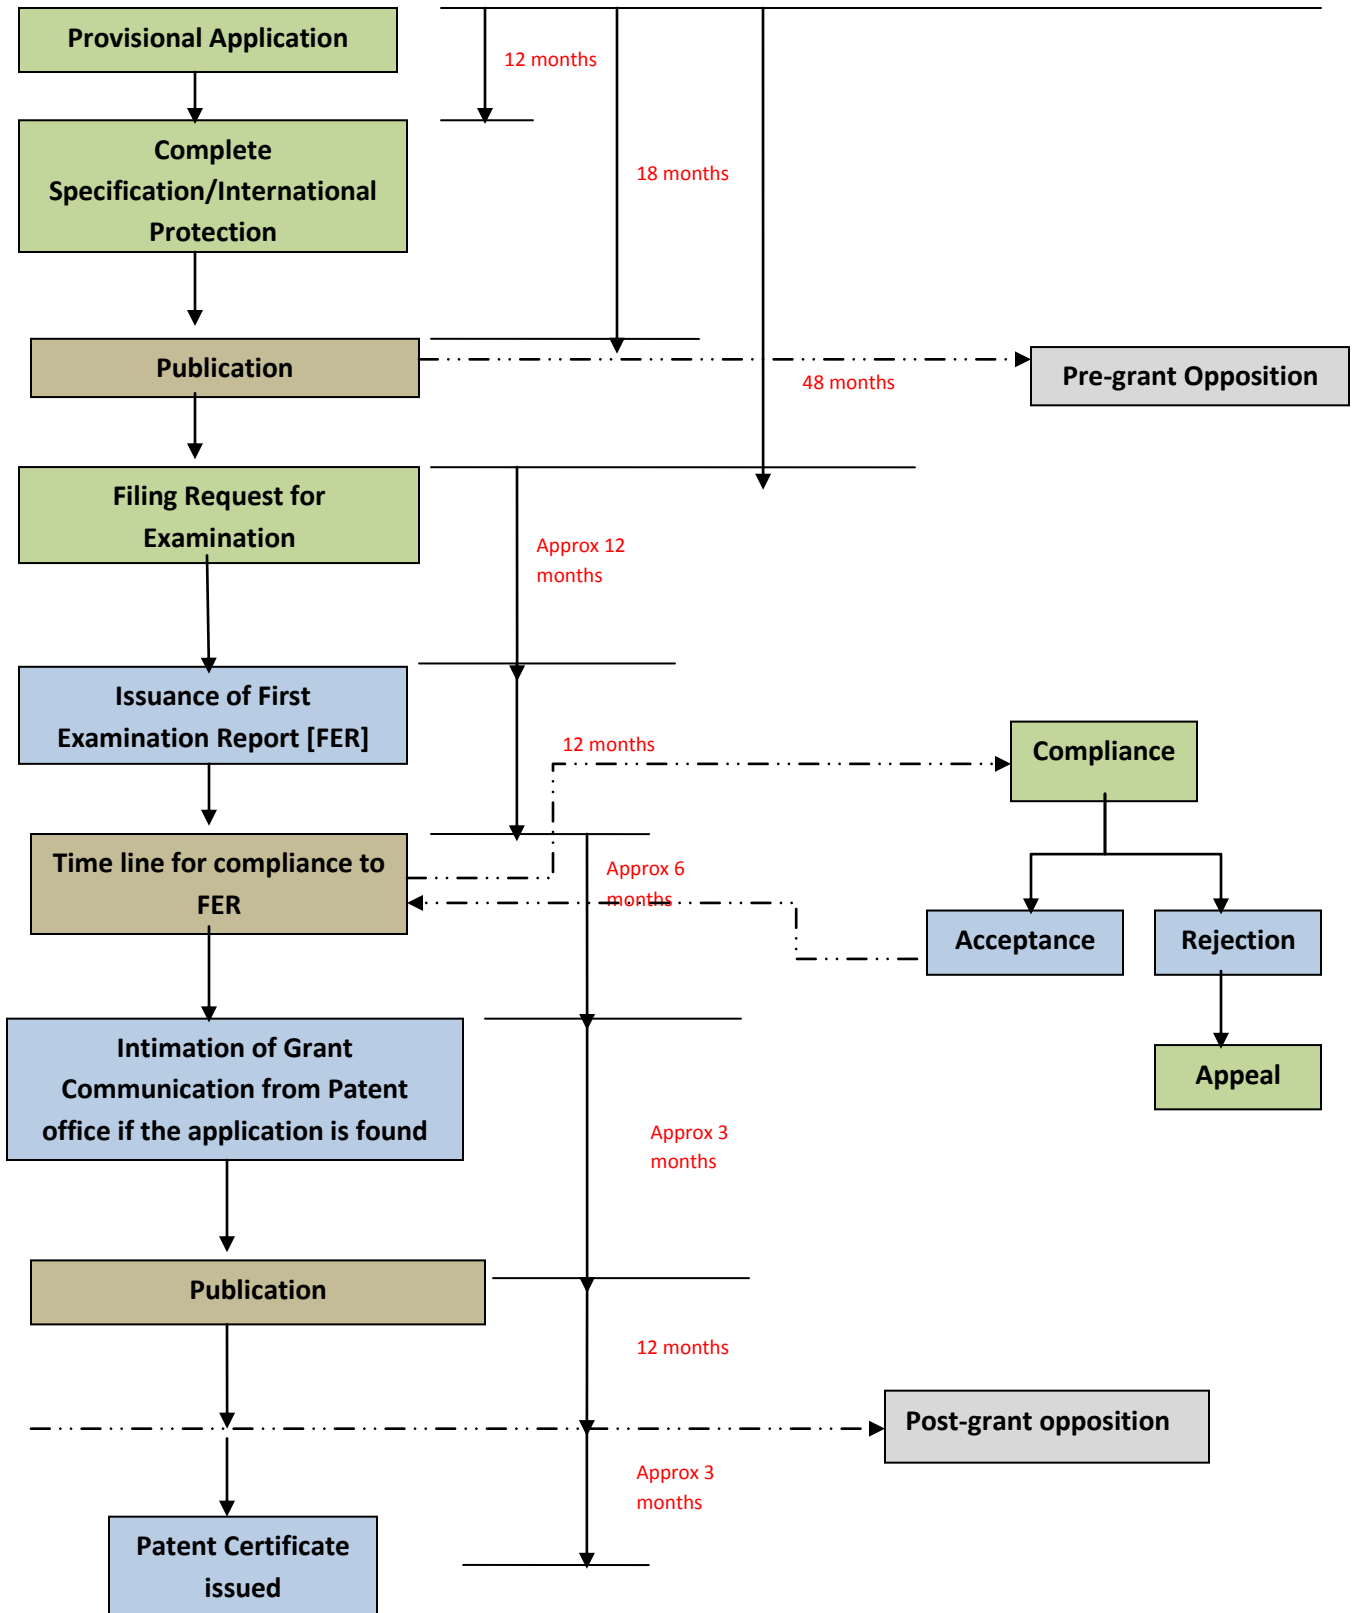 Provisional Application
12 months
Complete
Specification/International
Protection
18 months
Publication
Pre-grant Opposition
48 months
Filing Request for
Examination
Approx 12
months
Issuance of First
Examination Report [FER]
12 months
Compliance
Time line for compliance to
FER
Approx 6
months
Acceptance
Rejection
Appeal
Intimation of Grant
Communication from Patent
office if the application is found
Approx 3
months
Publication
12 months
Post-grant opposition
Approx 3
months
Patent Certificate
issued